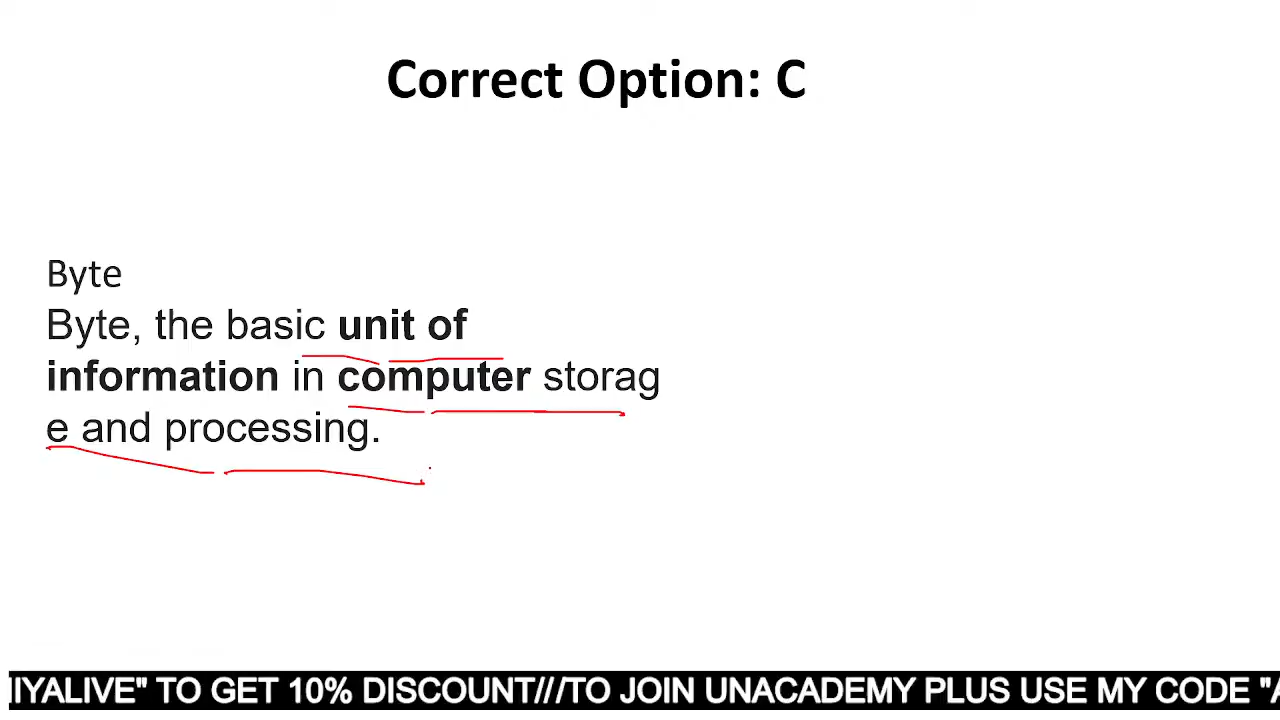 Correct Option: C
Byte
Byte, the basic unit of
information in computer storag
e and processing.
IYALIVE" TO GET 10% DISCOUNT///TO JOIN UNACADEMY PLUS USE MY CODE "A